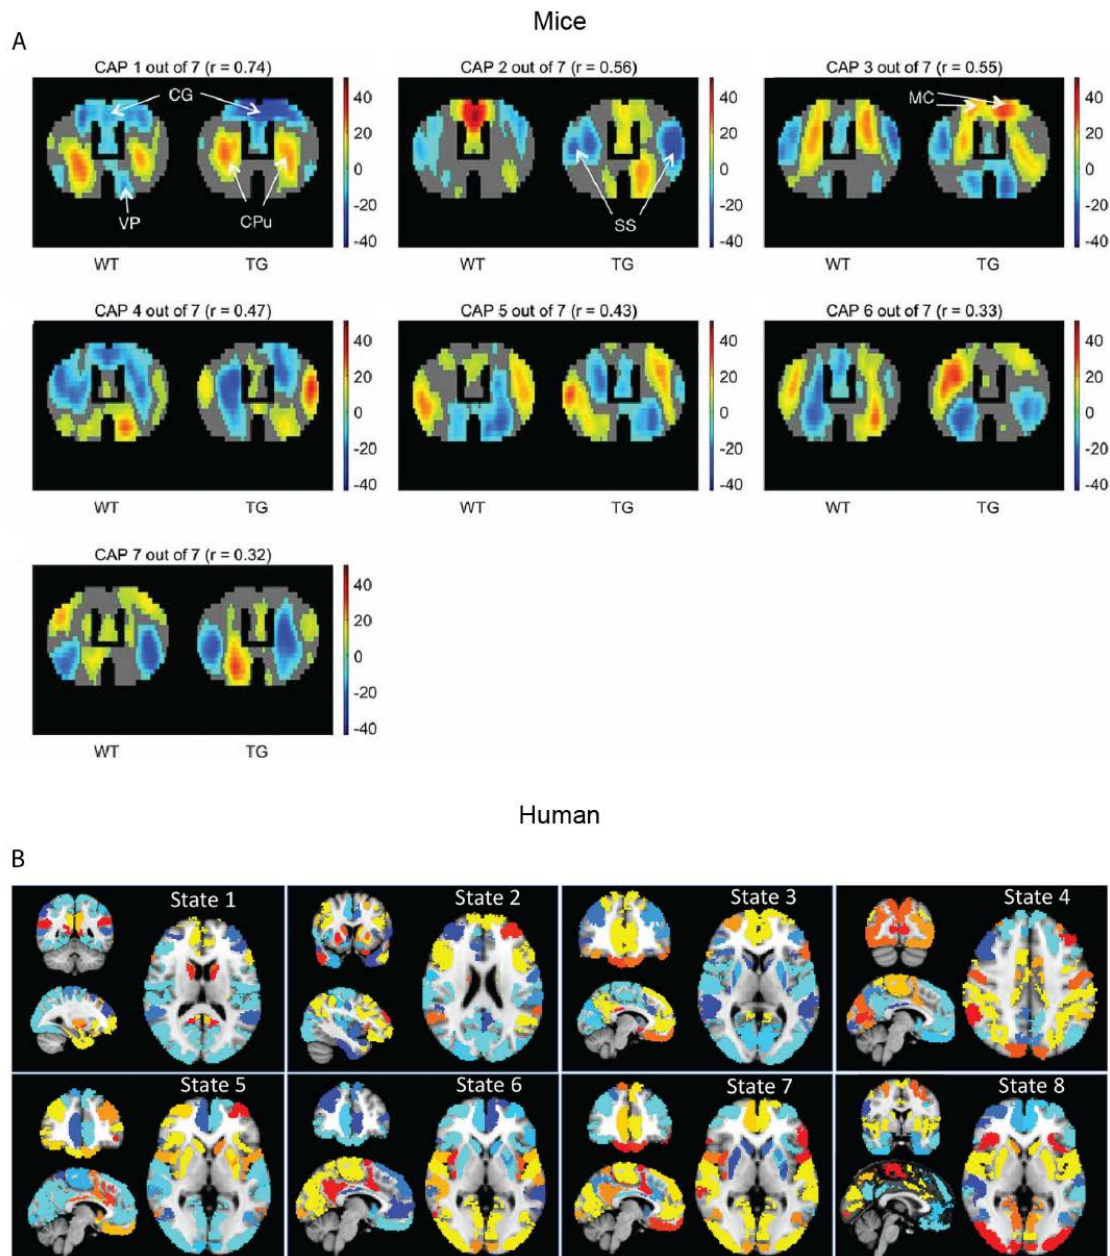 Mice
A
CAP 1 out of 7 (r = 0.74)
CG
VP
CPu
40
20
0
-20
-40
WT
TG
CAP 2 out of 7 (r = 0.56)
SS
40
20
0
-20
-40
WT
TG
CAP 3 out of 7 (r = 0.55)
MC
40
20
0
-20
-40
WT
TG
CAP 4 out of 7 (r = 0.47)
40
20
0
-20
-40
WT
TG
CAP 5 out of 7 (r = 0.43)
40
20
0
-20
-40
WT
TG
CAP 6 out of 7 (r = 0.33)
40
20
0
-20
-40
WT
TG
CAP 7 out of 7 (r = 0.32)
40
20
0
-20
-40
WT
TG
Human
B
State 1
State 2
State 3
State 4
State 5
State 6
State 7
State 8